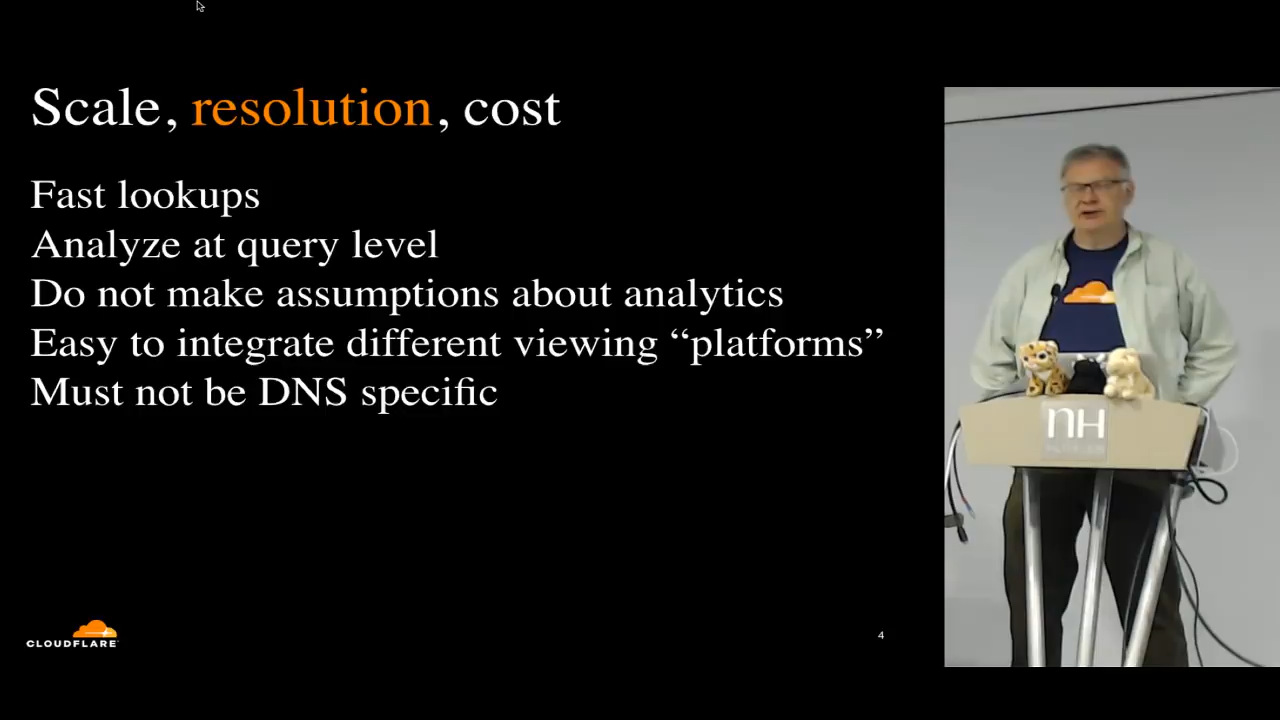 Scale, resolution, cost
Fast lookups
Analyze at query level
Do not make assumptions about analytics
Easy to integrate different viewing “platforms”
Must not be DNS specific
CLOUDFLARE
4
nH